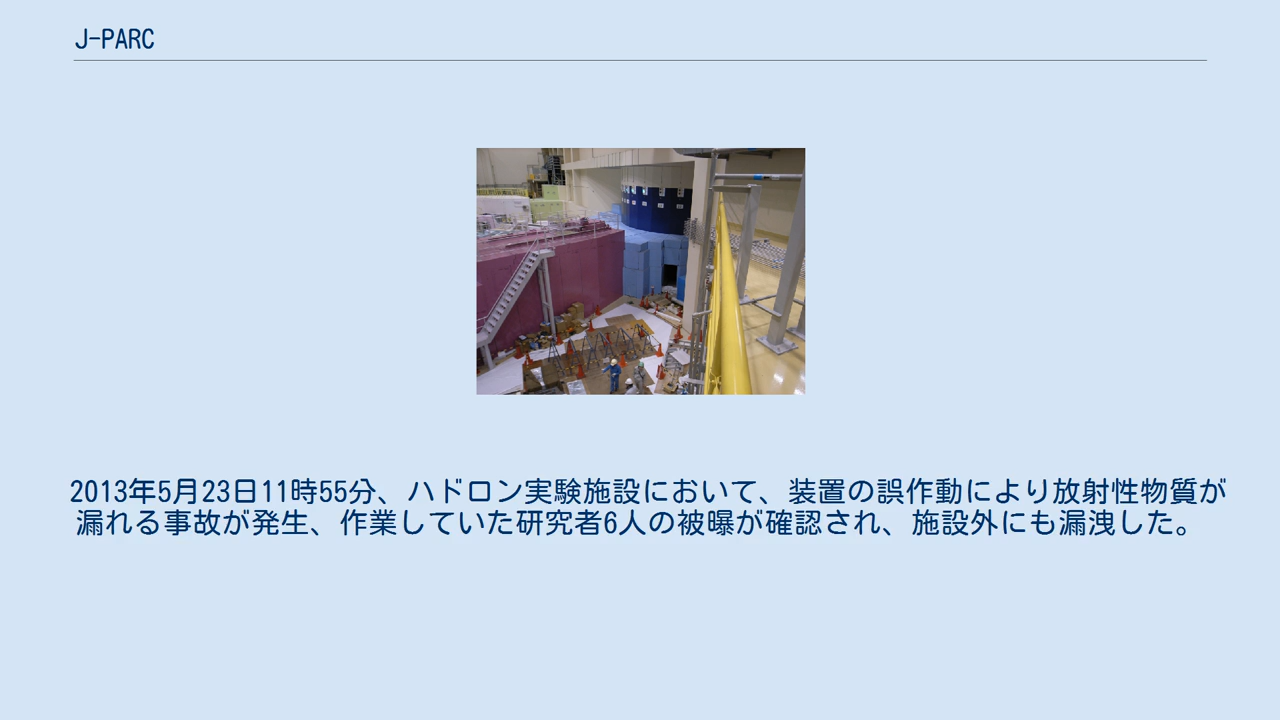 J-PARC
2013年5月23日11時55分、ハドロン実験施設において、装置の誤作動により放射性物質が
漏れる事故が発生、作業していた研究者6人の被曝が確認され、施設外にも漏洩した。